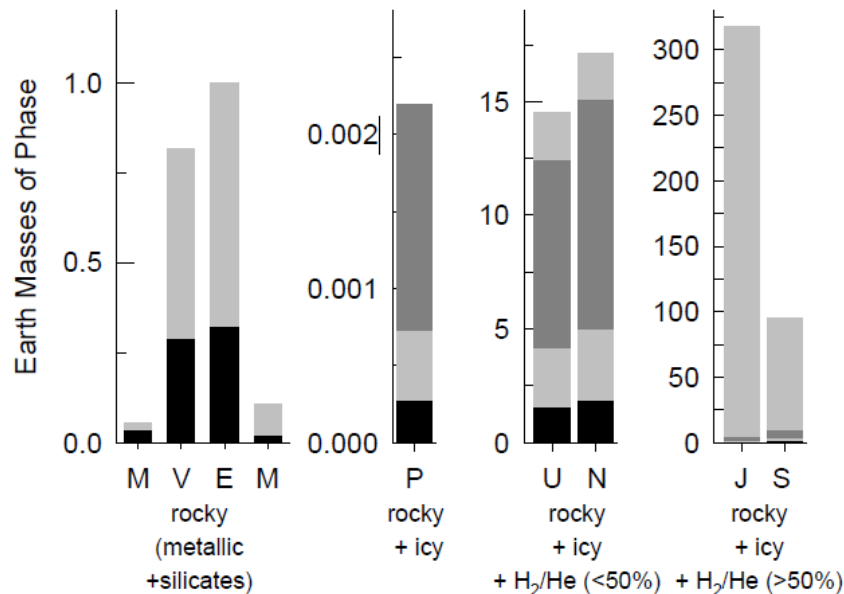 Earth Masses of Phase
1.0
0.5
0.0
M V E M
rocky
(metallic
+silicates)
0.002
0.001
0.000
P
rocky
+ icy
15
10
5
0
U N
rocky
+ icy
+ H₂/He (<50%)
300
250
200
150
100
50
0
J S
rocky
+ icy
+ H₂/He (>50%)